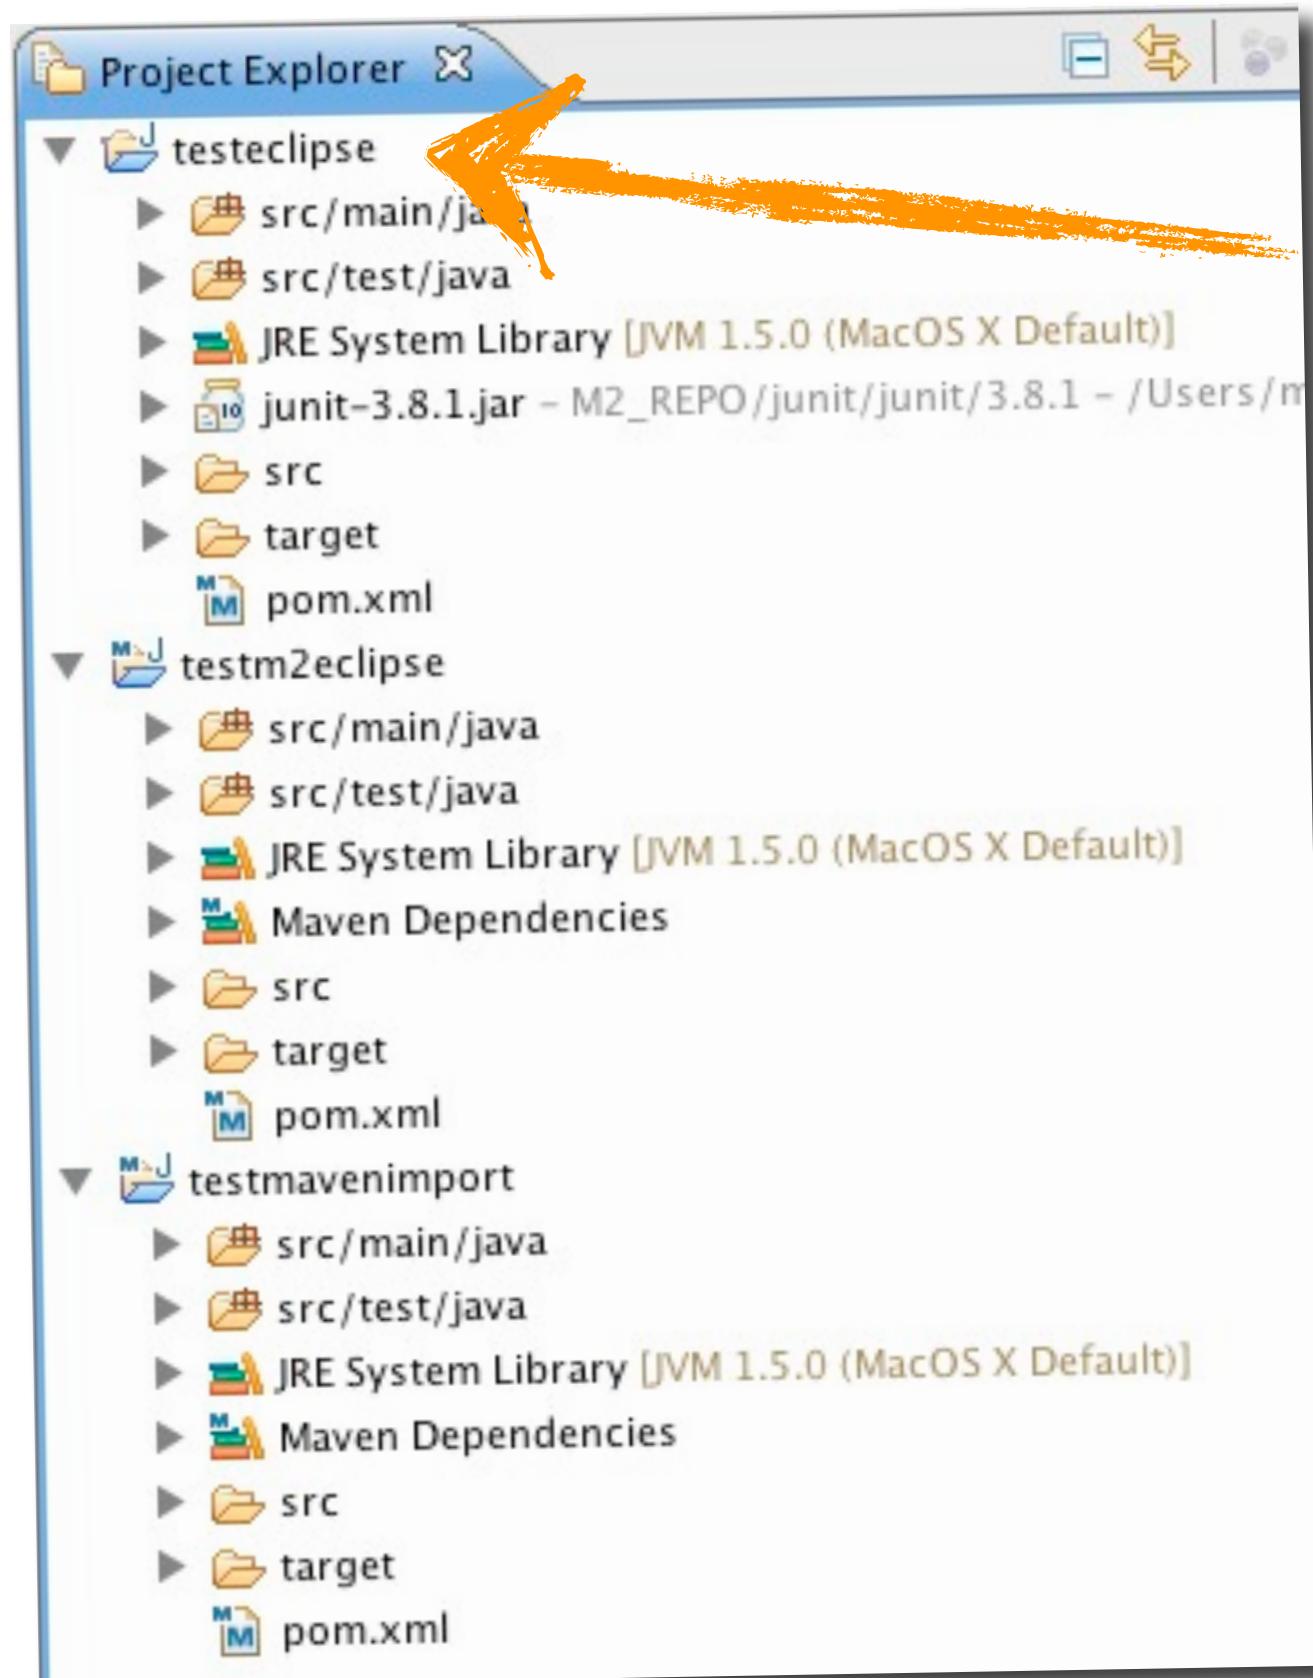 Project Explorer
testeclipse
src/main/java
src/test/java
JRE System Library [JVM 1.5.0 (MacOS X Default)]
junit-3.8.1.jar - M2_REPO/junit/junit/3.8.1 - /Users/m
src
target
pom.xml
testm2eclipse
src/main/java
src/test/java
JRE System Library [JVM 1.5.0 (MacOS X Default)]
Maven Dependencies
src
target
pom.xml
testmavenimport
src/main/java
src/test/java
JRE System Library [JVM 1.5.0 (MacOS X Default)]
Maven Dependencies
src
target
pom.xml